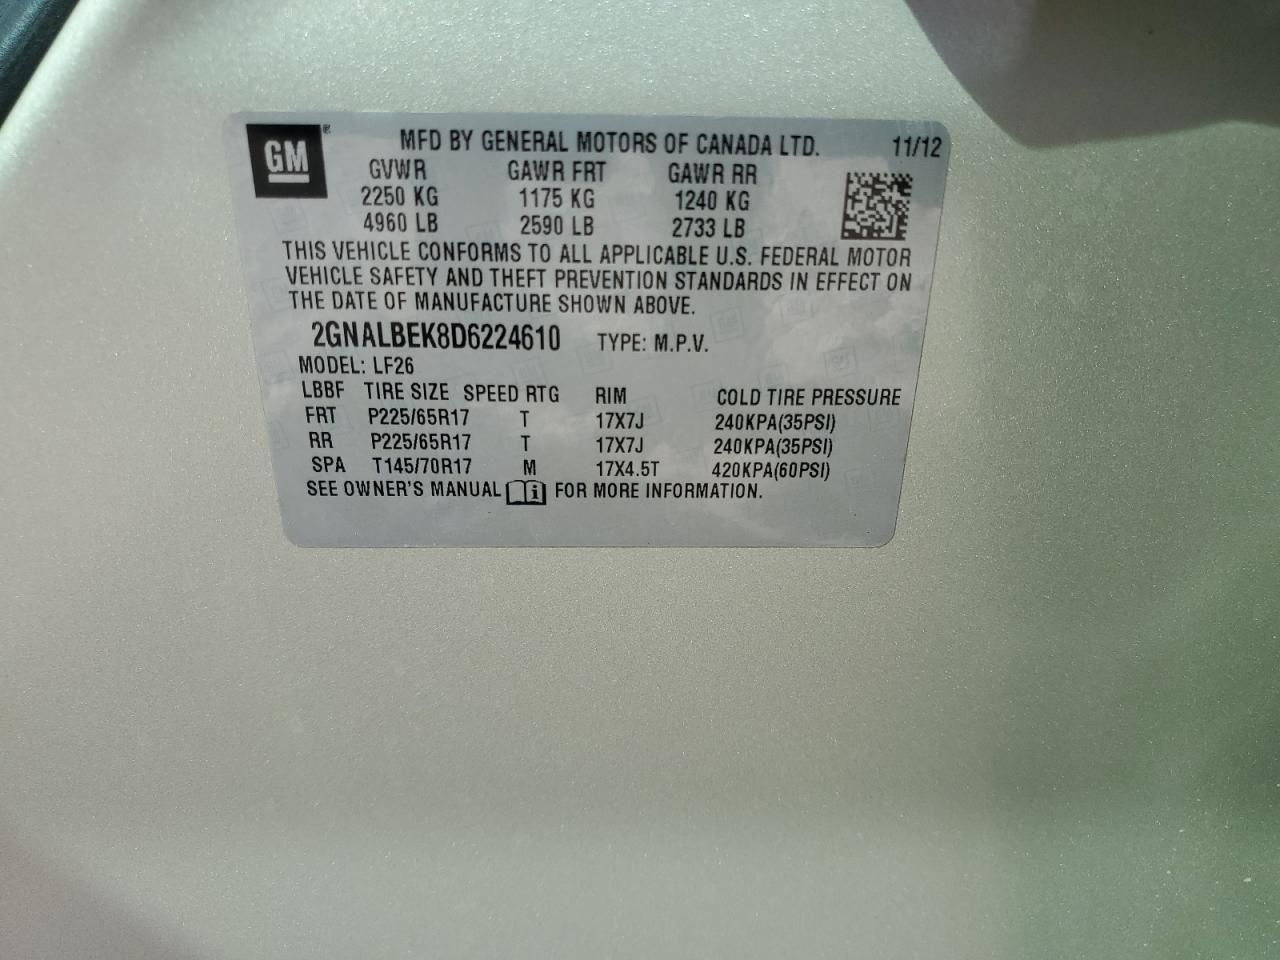 GM ® MFD BY GENERAL MOTORS OF CANADA LTD. 11/12
GVWR GAWR FRT GAWR RR
2250 KG 1175 KG 1240 KG
4960 LB 2590 LB 2733 LB
THIS VEHICLE CONFORMS TO ALL APPLICABLE U.S. FEDERAL MOTOR
VEHICLE SAFETY AND THEFT PREVENTION STANDARDS IN EFFECT ON
THE DATE OF MANUFACTURE SHOWN ABOVE.
2GNALBEK8D6224610 TYPE: M.P.V.
MODEL: LF26
LBBF TIRE SIZE SPEED RTG RIM COLD TIRE PRESSURE
FRT P225/65R17 T 17X7J 240KPA(35PSI)
RR P225/65R17 T 17X7J 240KPA(35PSI)
SPA T145/70R17 M 17X4.5T 420KPA(60PSI)
SEE OWNER'S MANUAL i FOR MORE INFORMATION.